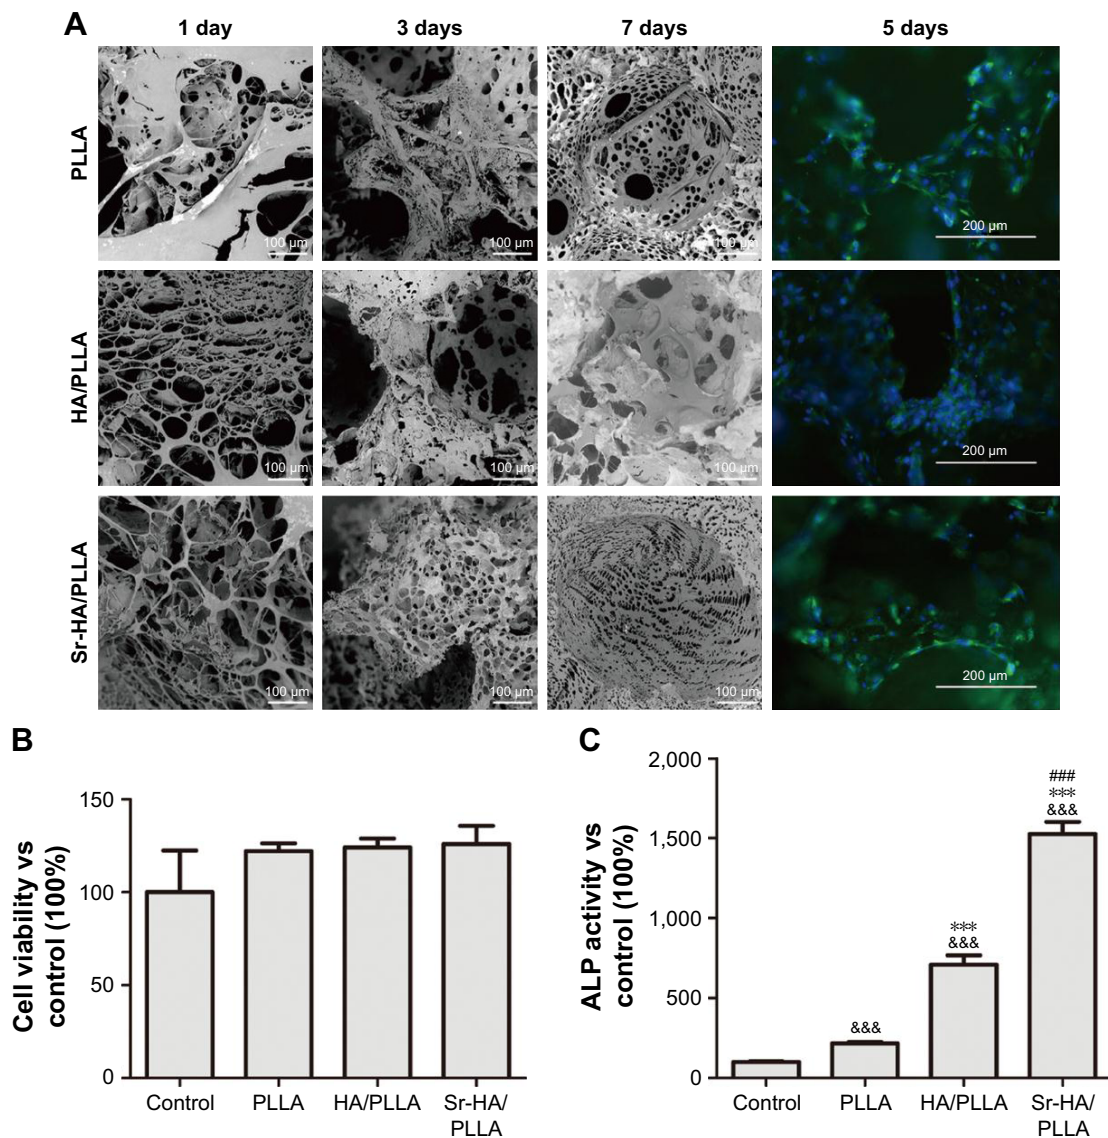 A
1 day
3 days
7 days
5 days
PLLA
100 µm
100 µm
100 µm
200 µm
HA/PLLA
100 µm
100 µm
100 µm
200 µm
Sr-HA/PLLA
100 µm
100 µm
100 µm
200 µm
B
Cell viability vs
control (100%)
150
100
50
0
Control
PLLA
HA/PLLA
Sr-HA/
PLLA
C
ALP activity vs
control (100%)
2,000
1,500
1,000
500
0
&&&
***
&&&
###
***
&&&
Control
PLLA
HA/PLLA
Sr-HA/
PLLA